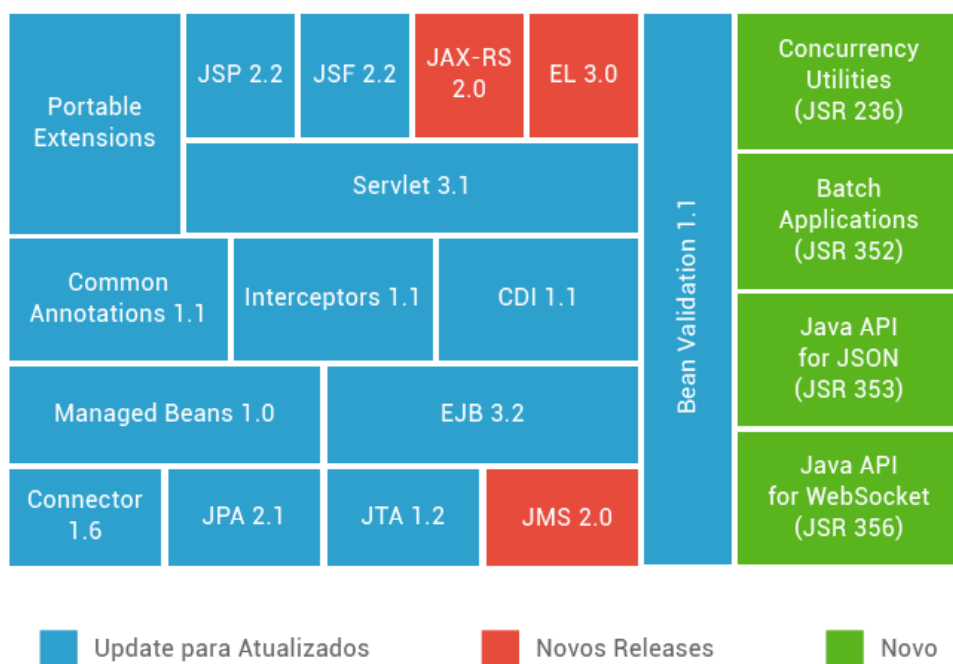 Portable
Extensions
JSP 2.2
JSF 2.2
JAX-RS
2.0
EL 3.0
Servlet 3.1
Common
Annotations 1.1
Interceptors 1.1
CDI 1.1
Managed Beans 1.0
EJB 3.2
Connector
1.6
JPA 2.1
JTA 1.2
JMS 2.0
Bean Validation 1.1
Concurrency
Utilities
(JSR 236)
Batch
Applications
(JSR 352)
Java API
for JSON
(JSR 353)
Java API
for WebSocket
(JSR 356)
Update para Atualizados
Novos Releases
Novo